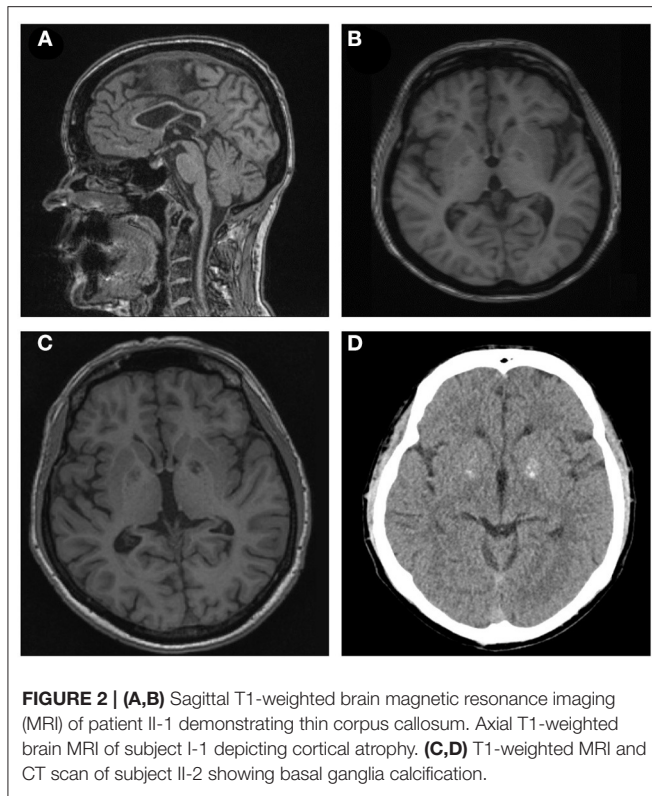 A
B
C
D
FIGURE 2 | (A,B) Sagittal T1-weighted brain magnetic resonance imaging
(MRI) of patient II-1 demonstrating thin corpus callosum. Axial T1-weighted
brain MRI of subject I-1 depicting cortical atrophy. (C,D) T1-weighted MRI and
CT scan of subject II-2 showing basal ganglia calcification.